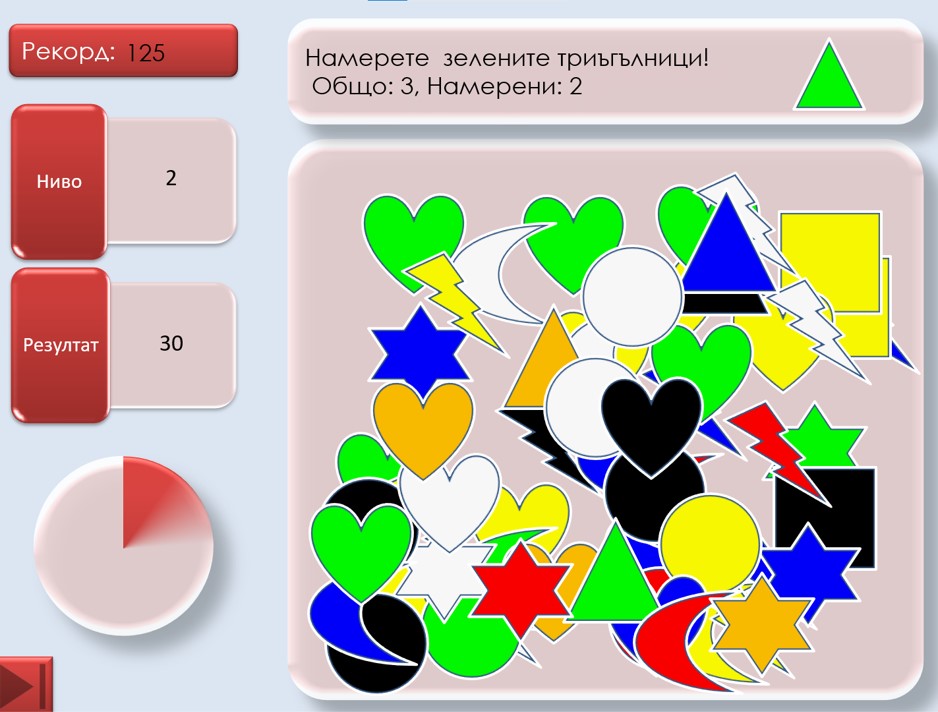 Рекорд: 125
Намерете зелените триъгълници!
Общо: 3, Намерени: 2
Ниво
2
Резултат
30